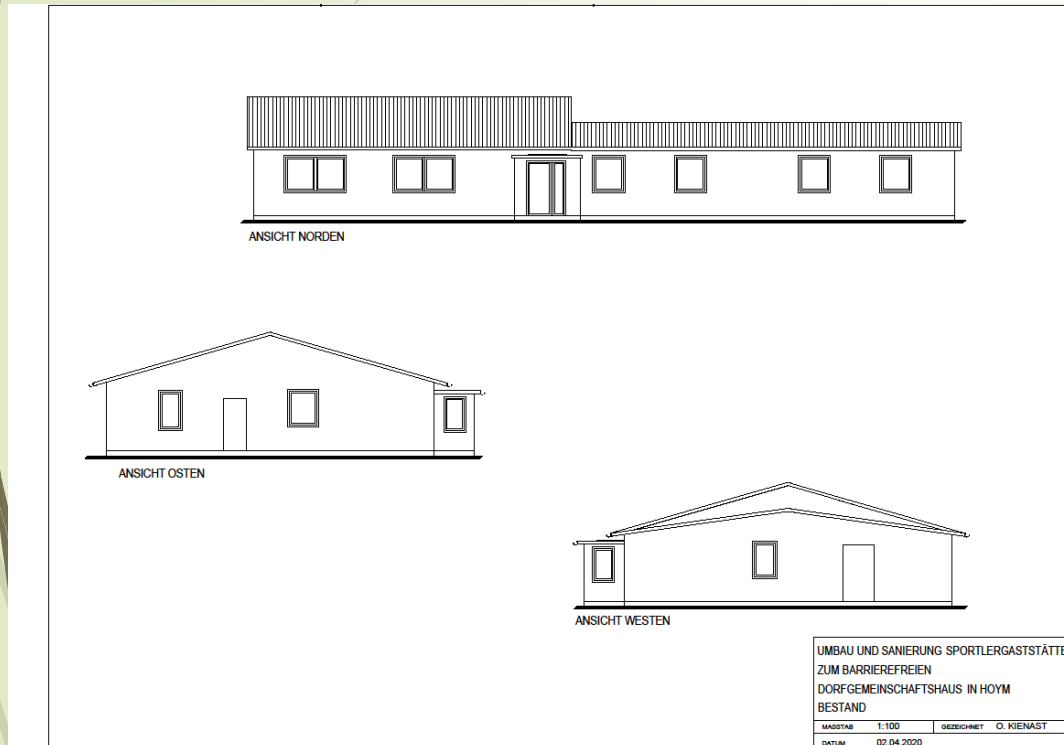 ANSICHT NORDEN
ANSICHT OSTEN
ANSICHT WESTEN
UMBAU UND SANIERUNG SPORTLERGASTSTÄTTE
ZUM BARRIEREFREIEN
DORFGEMEINSCHAFTSHAUS IN HOYM
BESTAND
MAßSTAB 1:100 GEZEICHNET O. KIENAST
DATUM 02.04.2020